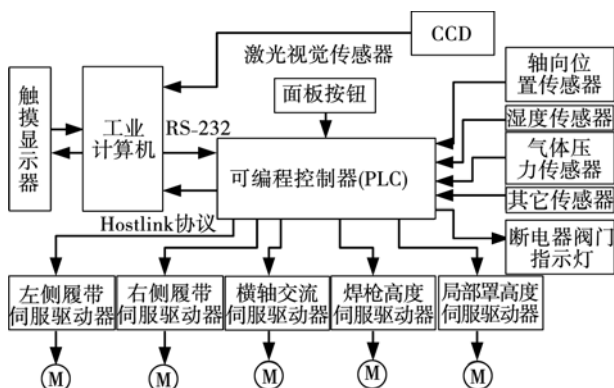 CCD
激光视觉传感器
触
摸
显
示
器
工业
计算机
RS-232
面板按钮
轴向位
置传感器
湿度传感器
气体压
力传感器
其它传感器
可编程控制器(PLC)
Hostlink协议
断电器阀门
指示灯
左侧履带
伺服驱动器
右侧履带
伺服驱动器
横轴交流
伺服驱动器
焊枪高度
伺服驱动器
局部罩高度
伺服驱动器
M
M
M
M
M